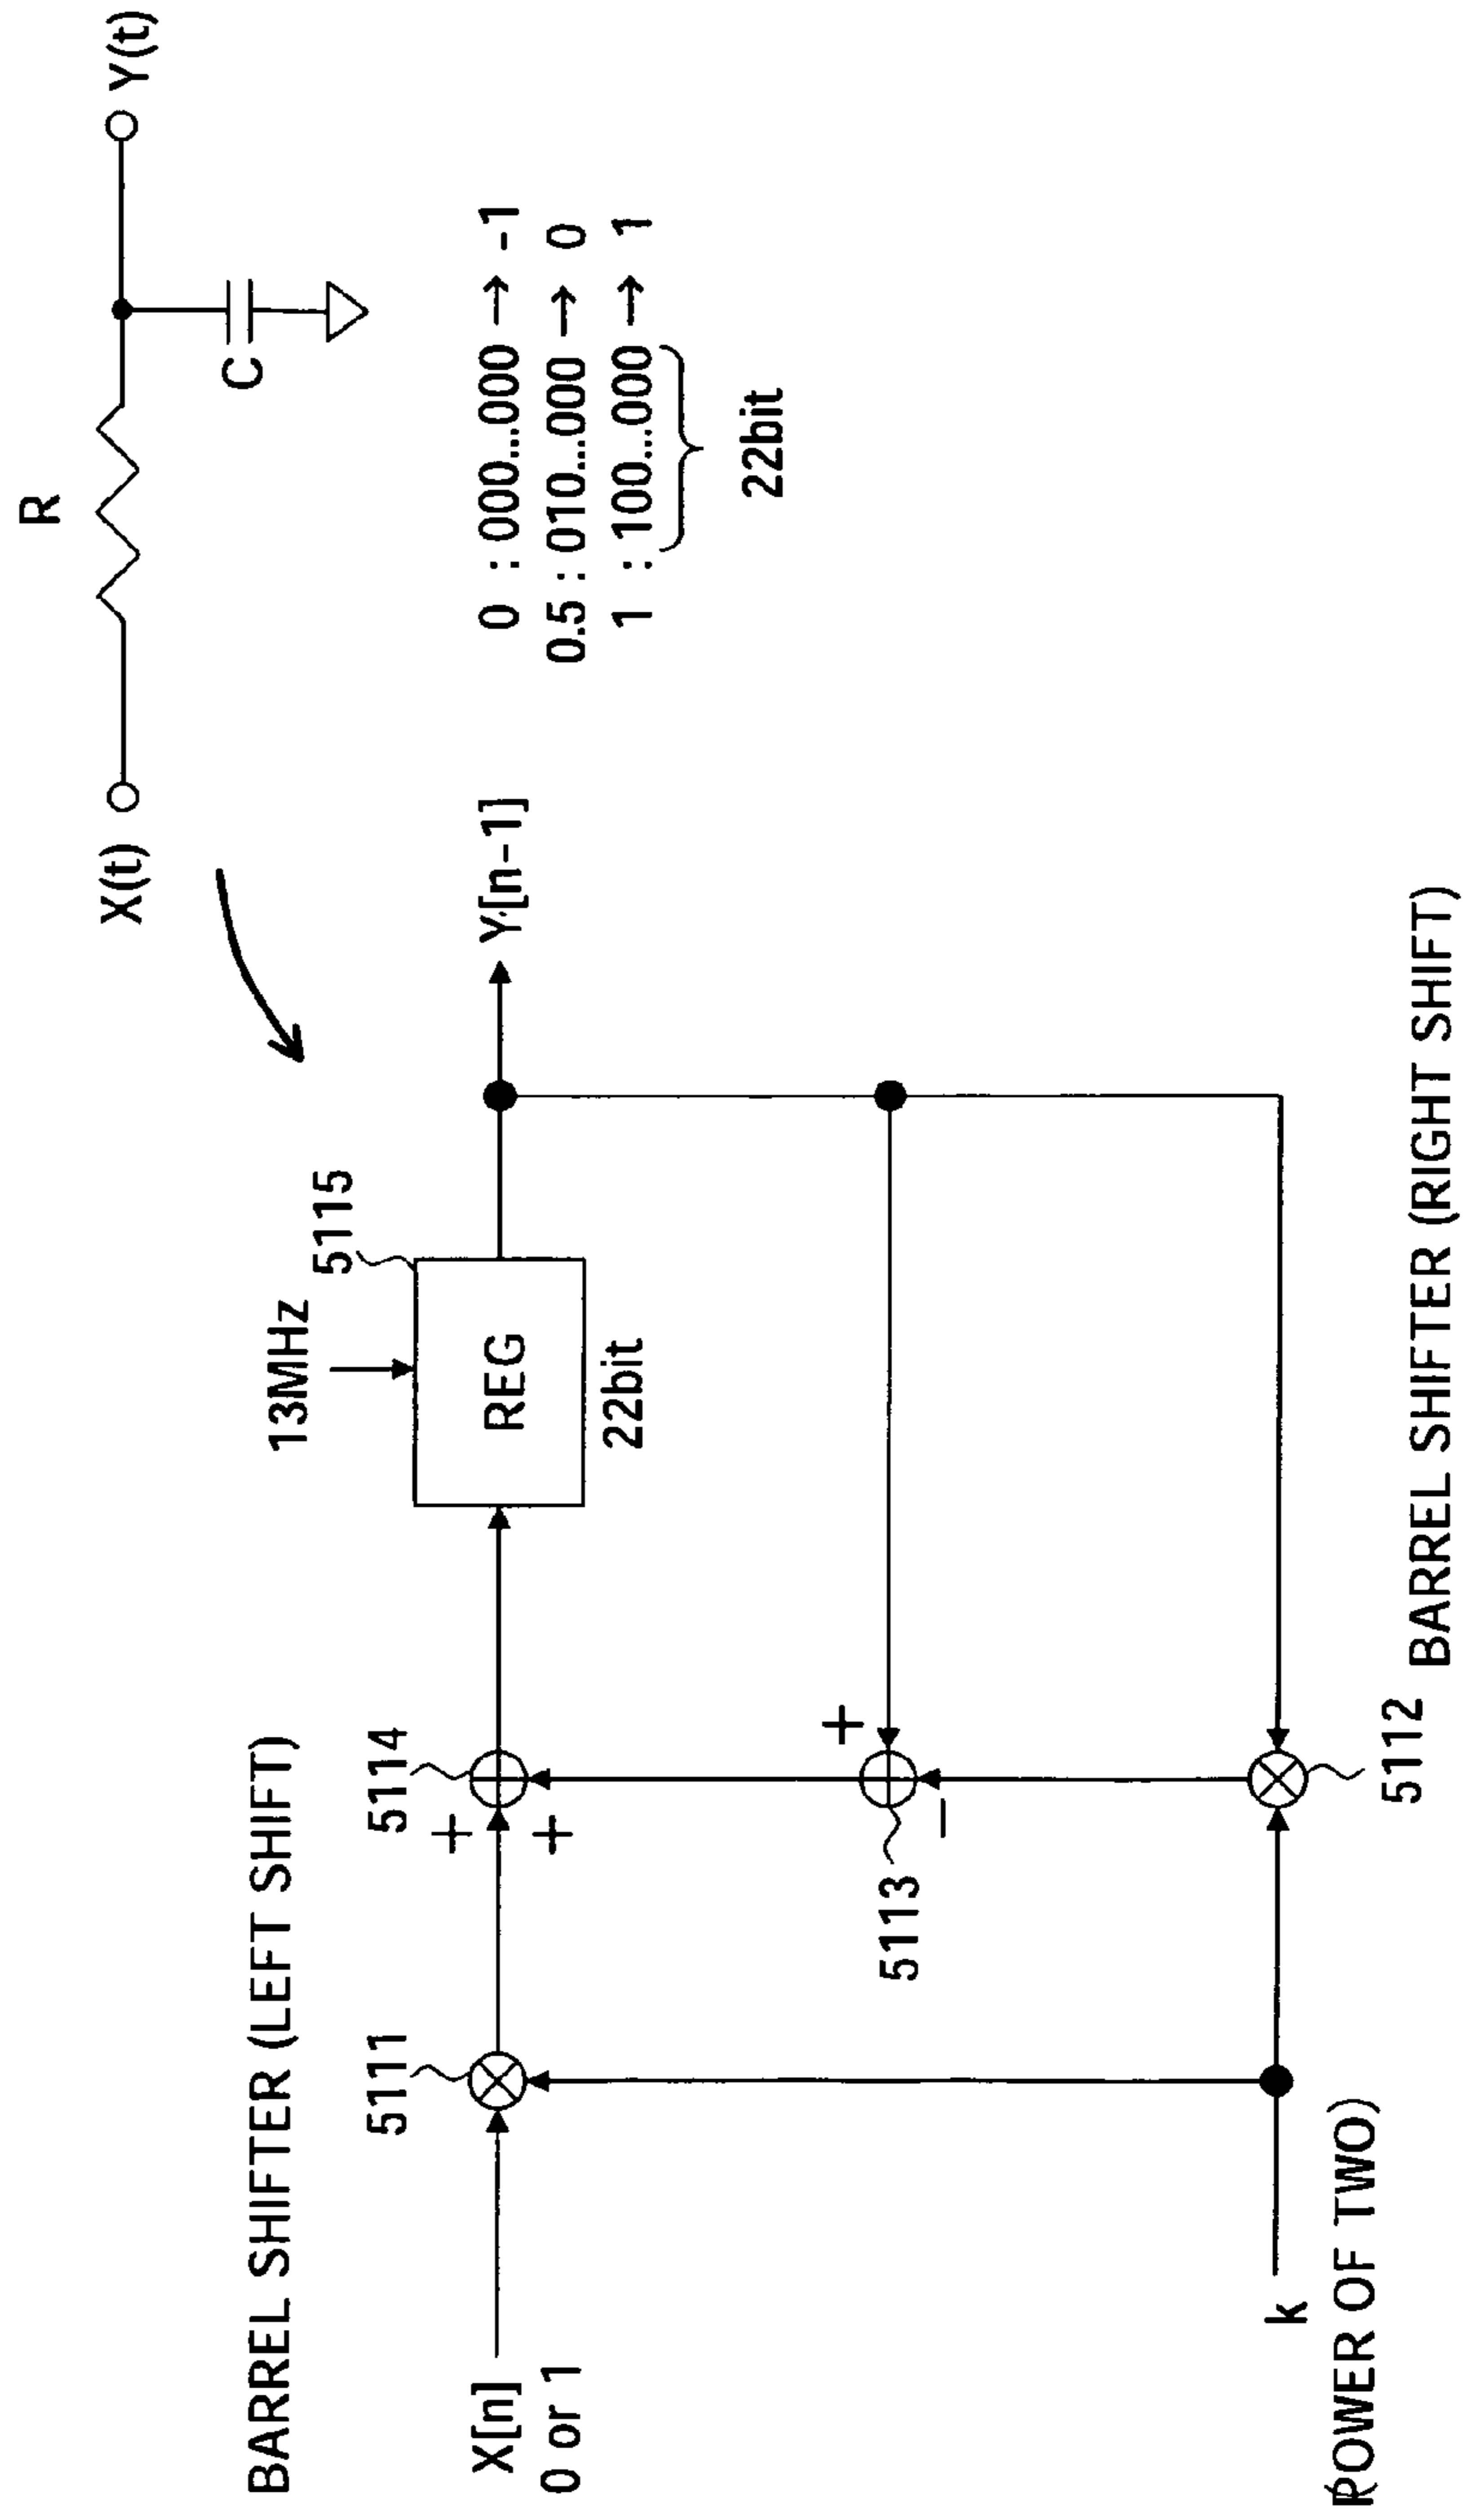 R
X(t)
Y(t)
C
BARREL SHIFTER (LEFT SHIFT)
13MHz
5115
5111
5114
X[n]
0 or 1
+
+
REG
22bit
Y[n-1]
0 : 000...000 → -1
0.5 : 010...000 → 0
1 : 100...000 → 1
22bit
5113
+
−
k
(POWER OF TWO)
5112
BARREL SHIFTER (RIGHT SHIFT)